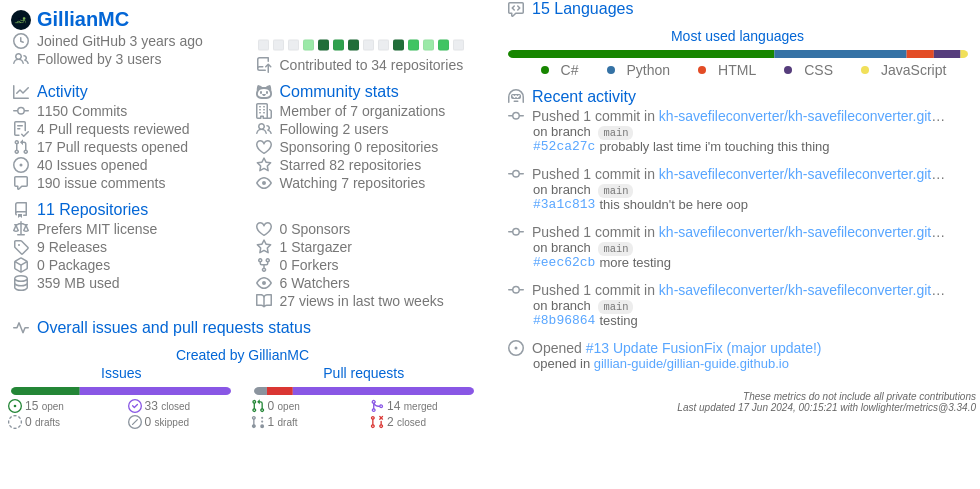 GillianMC
Joined GitHub 3 years ago
Followed by 3 users
Contributed to 34 repositories
Activity
1150 Commits
4 Pull requests reviewed
17 Pull requests opened
40 Issues opened
190 issue comments
Community stats
Member of 7 organizations
Following 2 users
Sponsoring 0 repositories
Starred 82 repositories
Watching 7 repositories
11 Repositories
Prefers MIT license
9 Releases
0 Packages
359 MB used
0 Sponsors
1 Stargazer
0 Forkers
6 Watchers
27 views in last two weeks
Overall issues and pull requests status
Created by GillianMC
Issues
15 open
33 closed
0 drafts
0 skipped
Pull requests
0 open
14 merged
1 draft
2 closed
15 Languages
Most used languages
C# Python HTML CSS JavaScript
Recent activity
Pushed 1 commit in kh-savefileconverter/kh-savefileconverter.git…
on branch main
#52ca27c probably last time i'm touching this thing
Pushed 1 commit in kh-savefileconverter/kh-savefileconverter.git…
on branch main
#3a1c813 this shouldn't be here oop
Pushed 1 commit in kh-savefileconverter/kh-savefileconverter.git…
on branch main
#eec62cb more testing
Pushed 1 commit in kh-savefileconverter/kh-savefileconverter.git…
on branch main
#8b96864 testing
Opened #13 Update FusionFix (major update!)
opened in gillian-guide/gillian-guide.github.io
These metrics do not include all private contributions
Last updated 17 Jun 2024, 00:15:21 with lowlighter/metrics@3.34.0